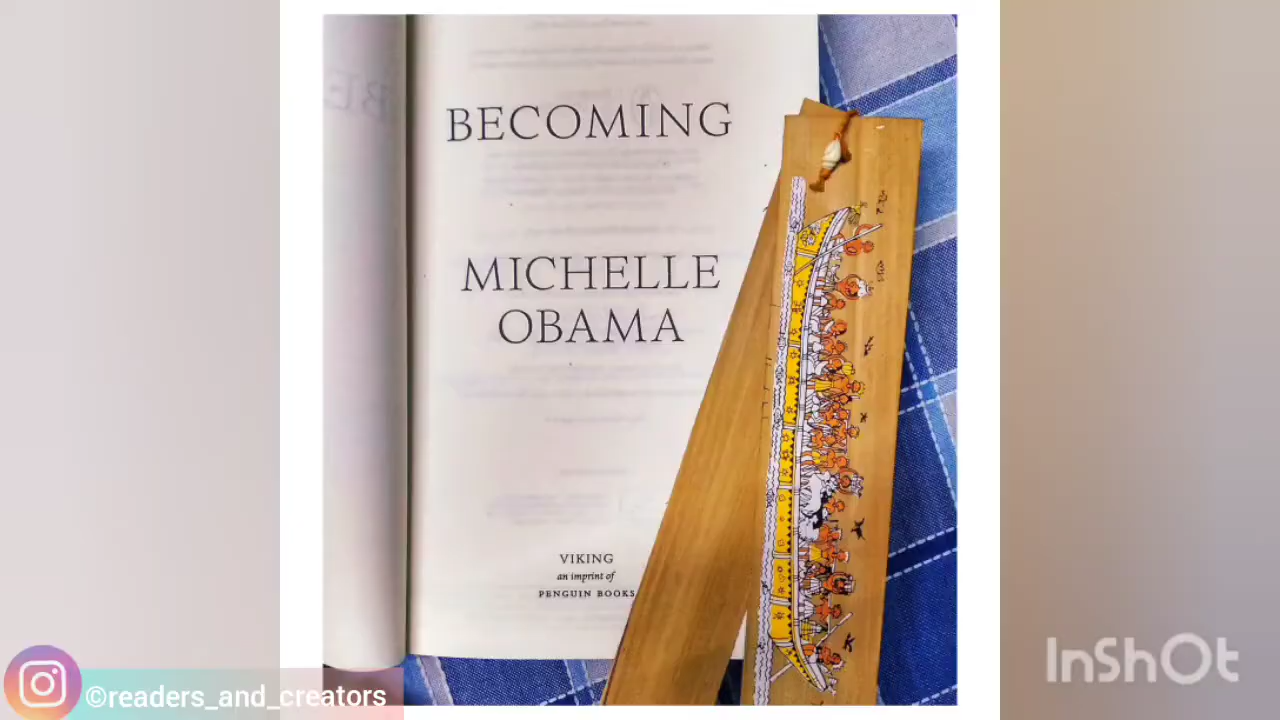 BECOMING
MICHELLE
OBAMA
VIKING
an imprint of
PENGUIN BOOKS
©readers_and_creators
InShOt